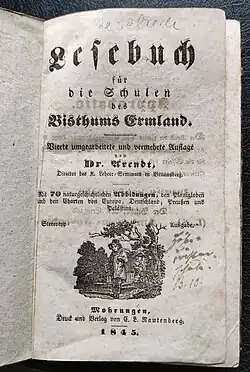 Lesebuch
für
die Schulen
des
Bisthums Ermland.
Vierte umgearbeitete und vermehrte Auflage
von
Dr. Arendt,
Director des K. Lehrer-Seminars in Braunsberg.
Mit 70 naturgeschichtlichen Abbildungen, den Planigloben
und den Charten von Europa, Deutschland, Preußen und
Palästina.
Stereotyp Ausgabe.
Mohrungen,
Druck und Verlag von C. L. Rautenberg.
1845.